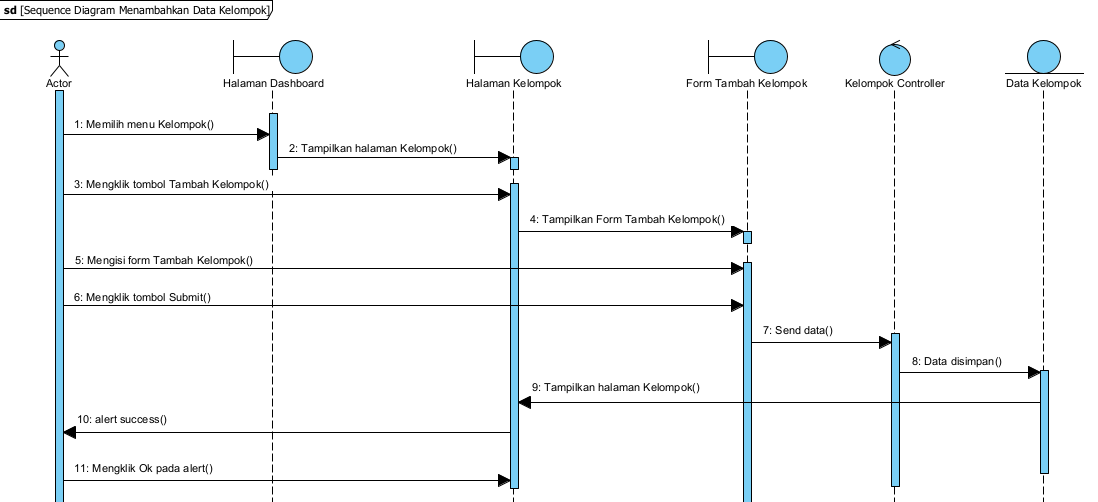 sd [Sequence Diagram Menambahkan Data Kelompok]
Actor
Halaman Dashboard
Halaman Kelompok
Form Tambah Kelompok
Kelompok Controller
Data Kelompok
1: Memilih menu Kelompok()
2: Tampilkan halaman Kelompok()
3: Mengklik tombol Tambah Kelompok()
4: Tampilkan Form Tambah Kelompok()
5: Mengisi form Tambah Kelompok()
6: Mengklik tombol Submit()
7: Send data()
8: Data disimpan()
9: Tampilkan halaman Kelompok()
10: alert success()
11: Mengklik Ok pada alert()